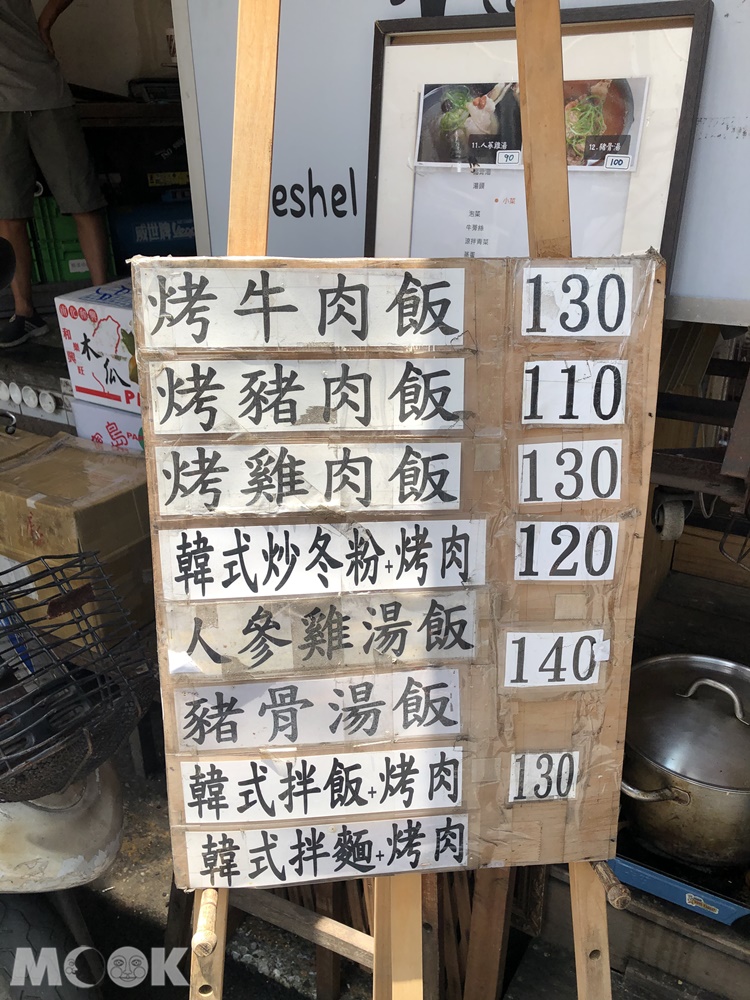 11.人蔘雞湯
90
12.豬骨湯
100
小菜
泡菜
eshel
烤牛肉飯 130
烤豬肉飯 110
烤雞肉飯 130
韓式炒冬粉+烤肉 120
人參雞湯飯
140
豬骨湯飯
韓式拌飯+烤肉
130
韓式拌麵+烤肉
木瓜
MOOK